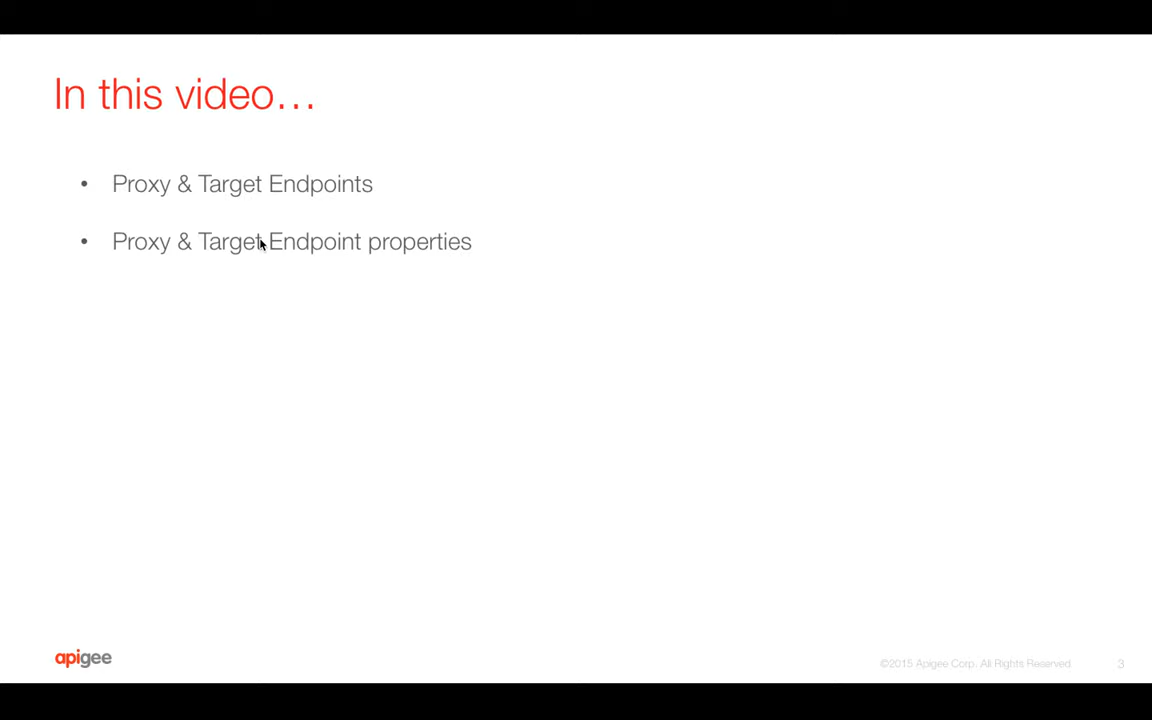 In this video…
• Proxy & Target Endpoints
• Proxy & Target Endpoint properties
apigee
©2015 Apigee Corp. All Rights Reserved
3